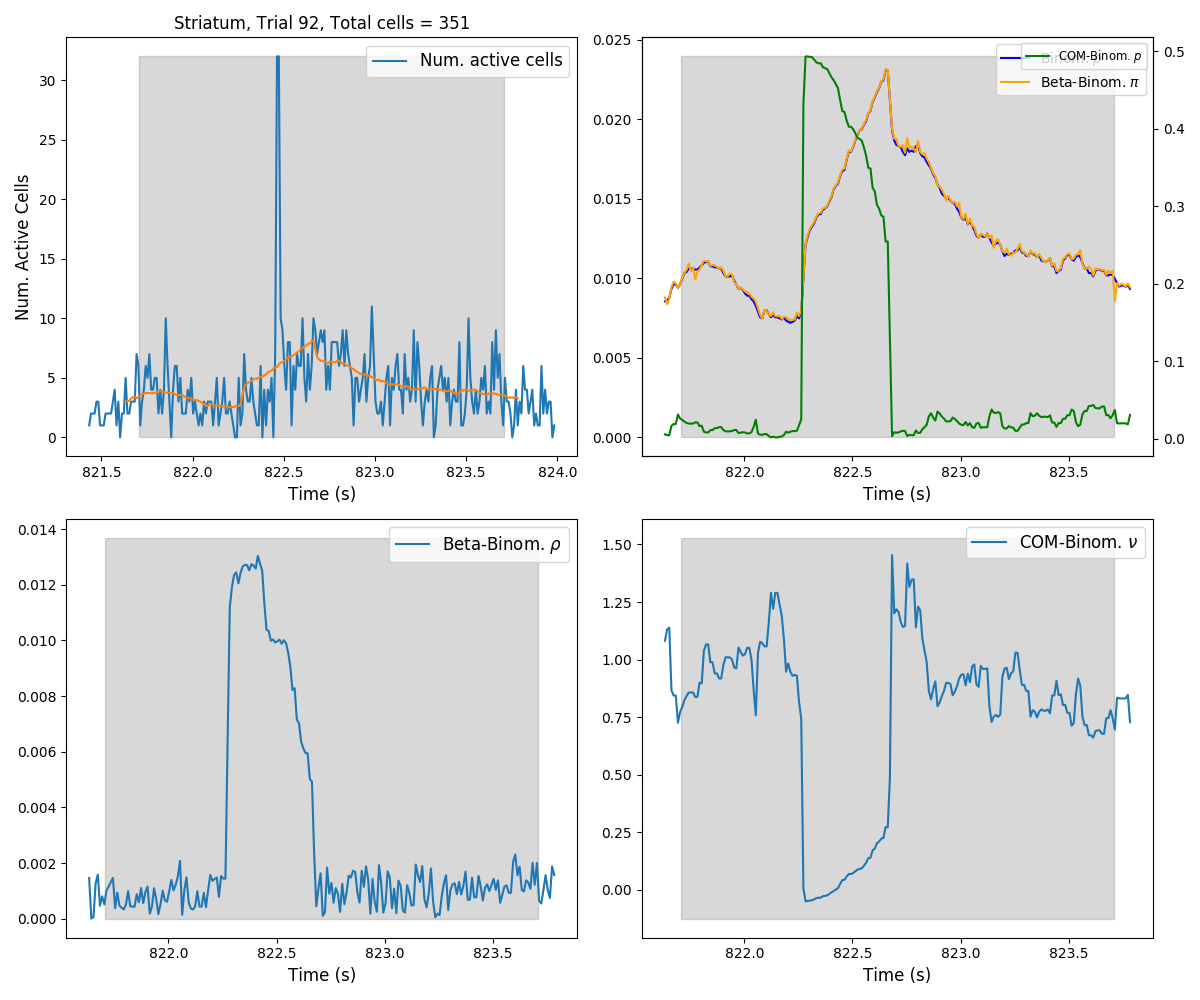 Striatum, Trial 92, Total cells = 351
Num. Active Cells
30
25
20
15
10
5
0
821.5 822.0 822.5 823.0 823.5 824.0
Time (s)
Num. active cells
0.025
0.020
0.015
0.010
0.005
0.000
822.0 822.5 823.0 823.5
Time (s)
COM-Binom. p
Beta-Binom. π
0.5
0.4
0.3
0.2
0.1
0.0
0.014
0.012
0.010
0.008
0.006
0.004
0.002
0.000
822.0 822.5 823.0 823.5
Time (s)
Beta-Binom. ρ
1.50
1.25
1.00
0.75
0.50
0.25
0.00
822.0 822.5 823.0 823.5
Time (s)
COM-Binom. ν